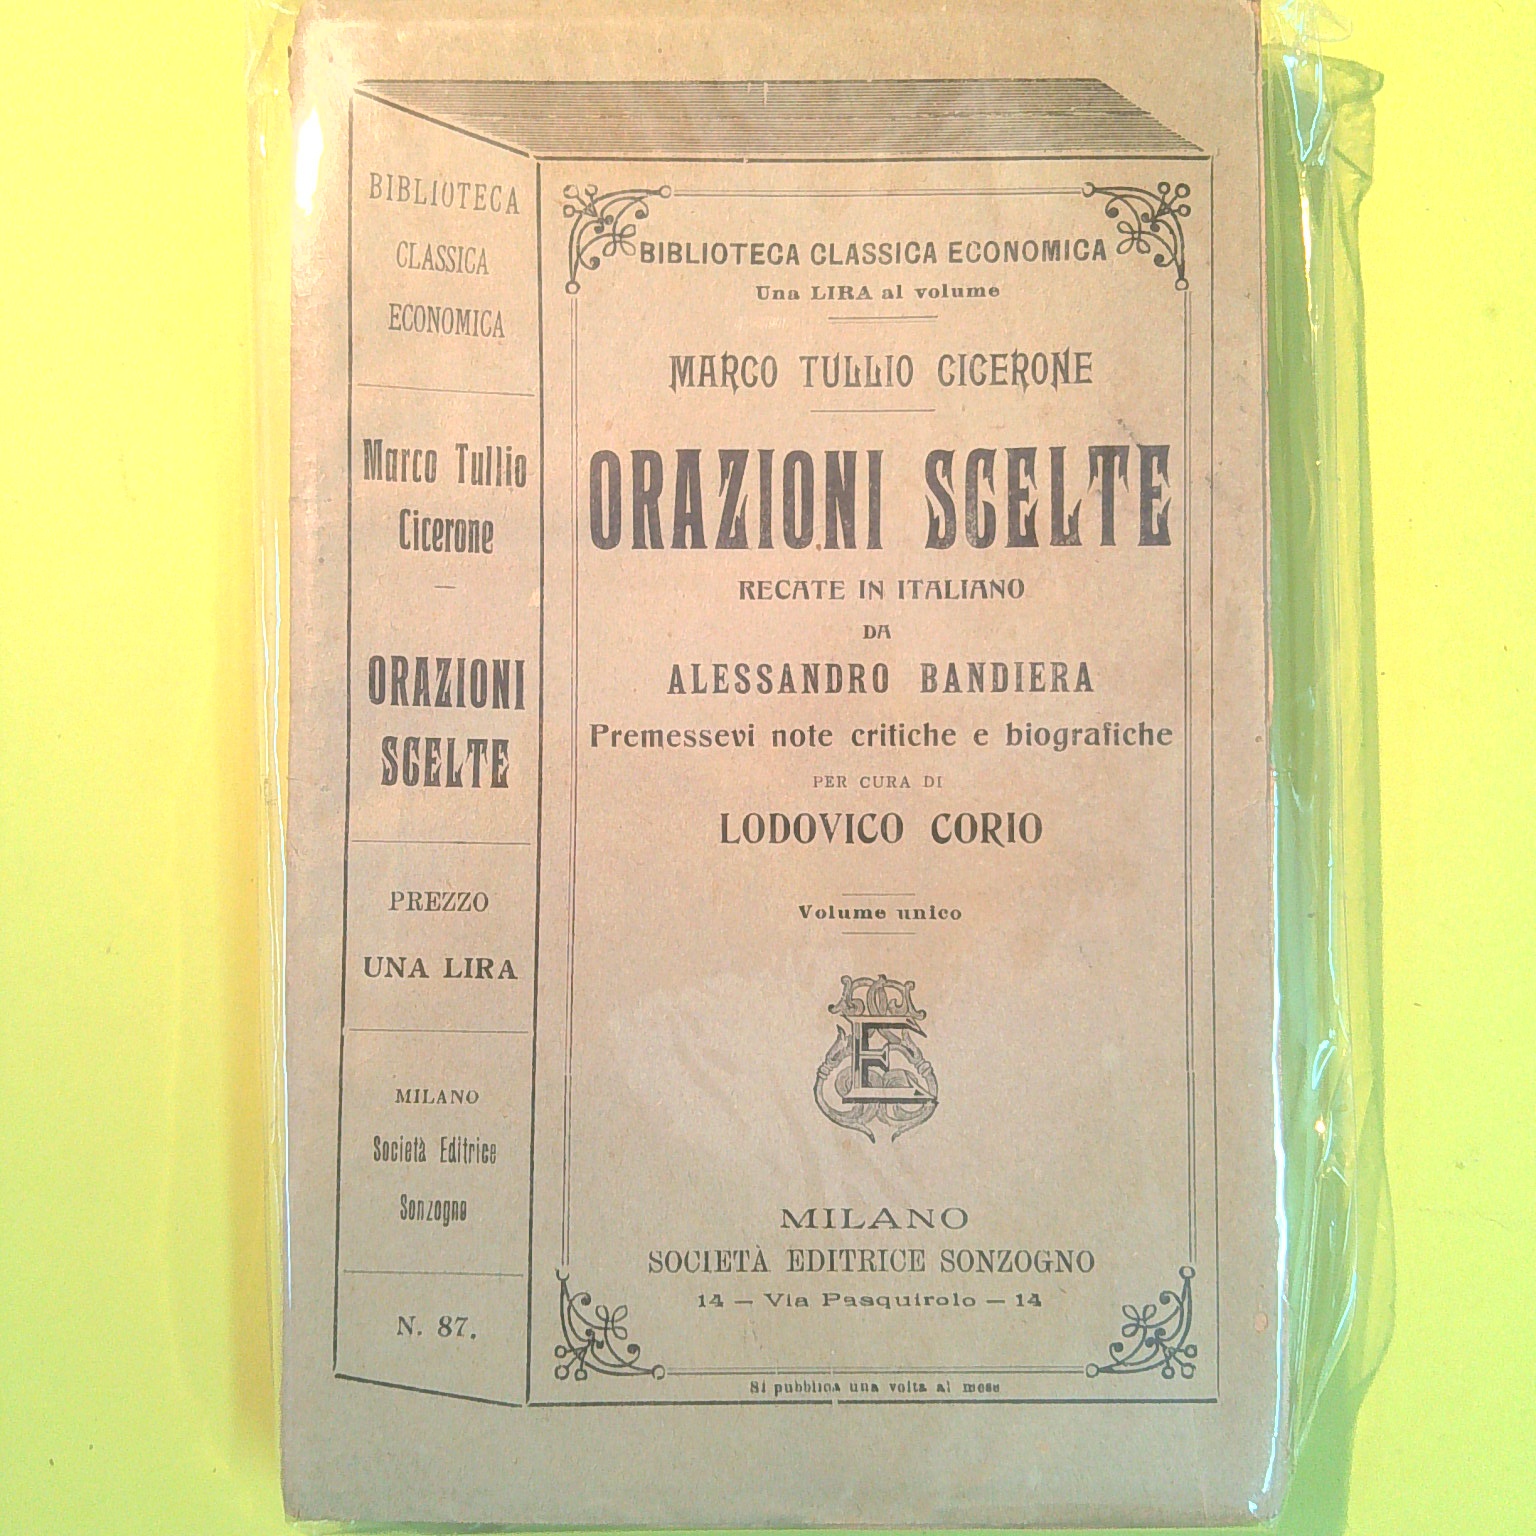 BIBLIOTECA
CLASSICA
ECONOMICA
Marco Tullio
Cicerone
ORAZIONI
SCELTE
PREZZO
UNA LIRA
MILANO
Società Editrice
Sonzogno
N. 87.
BIBLIOTECA CLASSICA ECONOMICA
Una LIRA al volume
MARCO TULLIO CICERONE
ORAZIONI SCELTE
RECATE IN ITALIANO
DA
ALESSANDRO BANDIERA
Premessevi note critiche e biografiche
PER CURA DI
LODOVICO CORIO
Volume unico
E
MILANO
SOCIETÀ EDITRICE SONZOGNO
14 — Via Pasquirolo — 14
Si pubblica una volta al mese